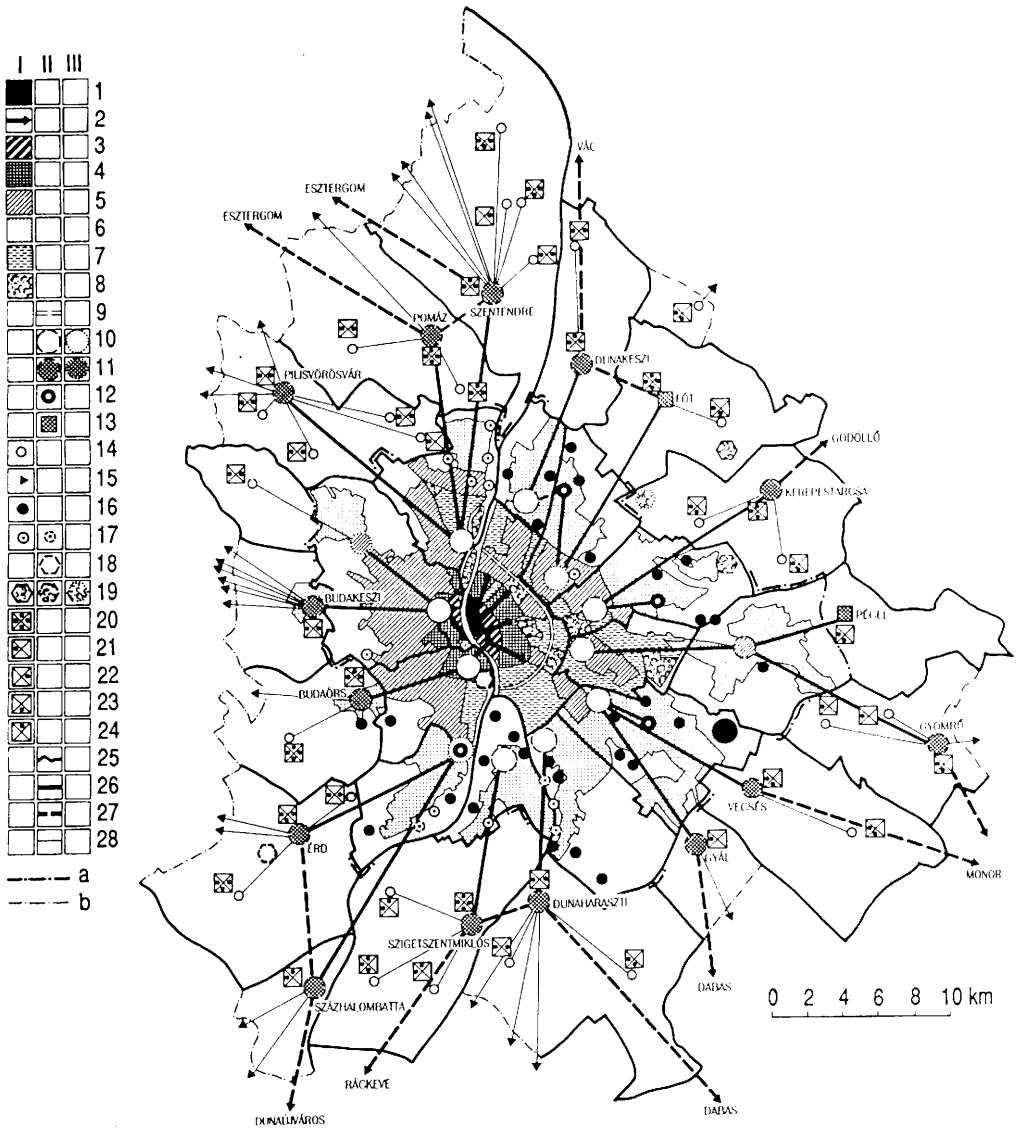 I II III
1
2
3
4
5
6
7
8
9
10
11
12
13
14
15
16
17
18
19
20
21
22
23
24
25
26
27
28
a
b
VÁC
ESZTERGOM
ESZTERGOM
SZENTENDRE
POMÁZ
DUNAKESZI
PILISVÖRÖSVÁR
FÓT
GÖDÖLLŐ
KEREPESTARCSA
BUDAKESZI
PÉCEL
BUDAÖRS
GYÖMRŐ
VECSÉS
ÉRD
GYÁL
MONOR
DUNAHARASZTI
SZIGETSZENTMIKLÓS
DABAS
SZÁZHALOMBATTA
0 2 4 6 8 10 km
RÁCKEVE
DUNAÚJVÁROS
DABAS